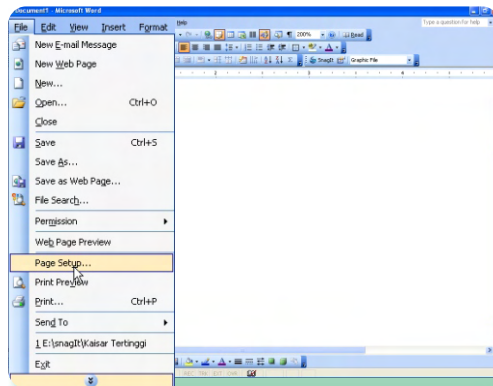 Document1 - Microsoft Word
File Edit View Insert Format Help
Type a question for help
New E-mail Message
200% Read
New Web Page
New...
SnagIt Graphic File
Open... Ctrl+O
Close
Save Ctrl+S
Save As...
Save as Web Page...
File Search...
Permission
Web Page Preview
Page Setup...
Print Preview
Print... Ctrl+P
Send To
1 E:\snagIt\Kaisar Tertinggi
Exit